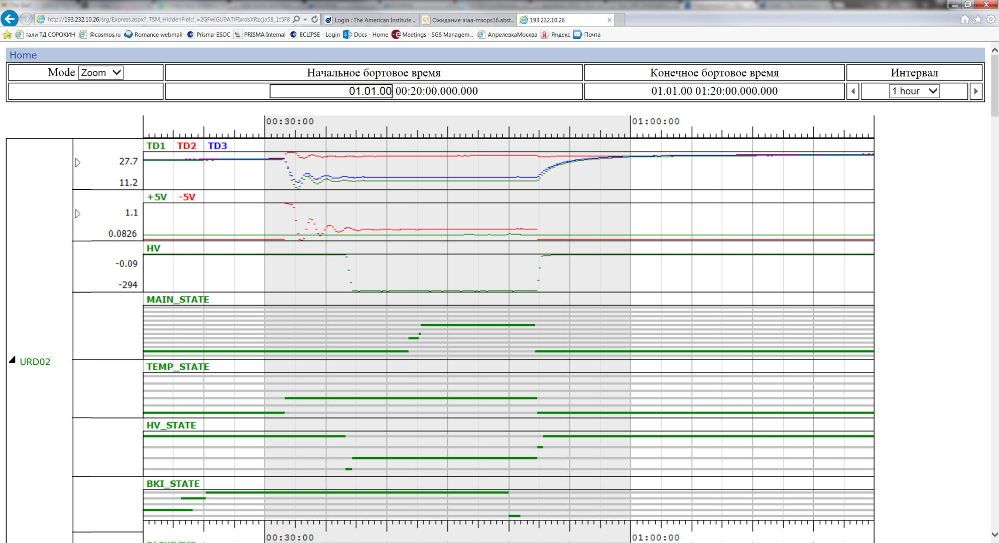 http://193.232.10.26/srg/Express.aspx?_TSM_HiddenField_=2GFwIGU9ATIFIxrdsXRzcja58_1t5F8
Login : The American Institute ...
Ожидание aiaa-msops16.abst...
193.232.10.26
тали ТД СОРОКИН
@cosmos.ru
Romance webmail
Prisma-ESOC
PRISMA Internal
ECLIPSE - Login
Docs - Home
Meetings - SGS Managem...
АпрелевкаМосква
Яндекс
Почта
Home
Mode Zoom
Начальное бортовое время
Конечное бортовое время
Интервал
01.01.00 00:20:00.000.000
01.01.00 01:20:00.000.000
1 hour
00:30:00
01:00:00
TD1 TD2 TD3
27.7
11.2
+5V -5V
1.1
0.0826
HV
-0.09
-294
MAIN_STATE
URD02
TEMP_STATE
HV_STATE
BKI_STATE
00:30:00
01:00:00